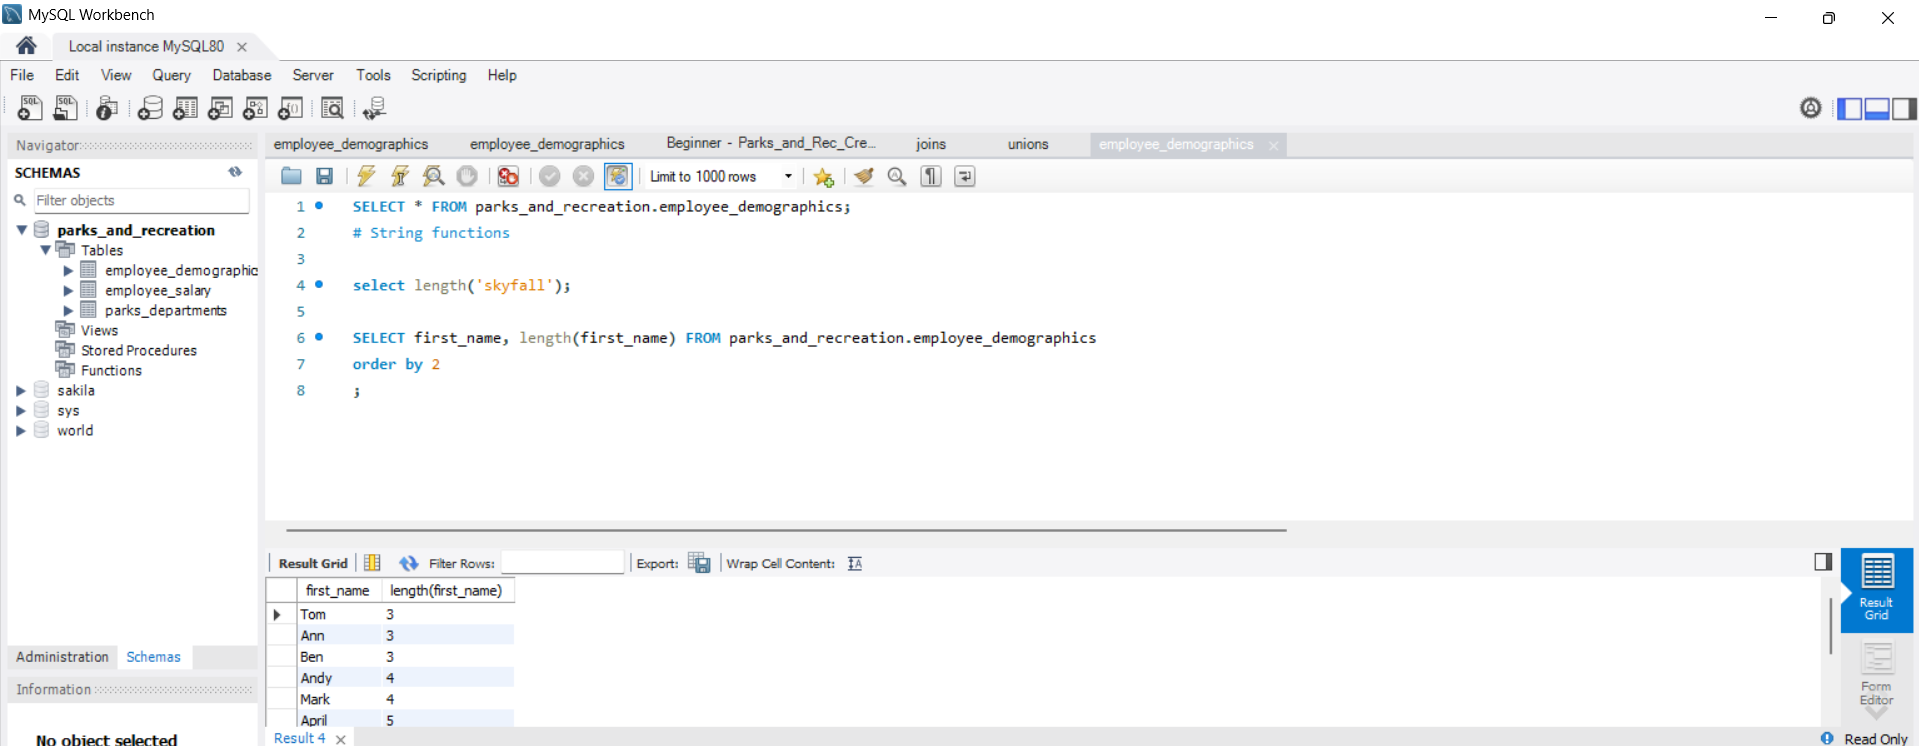 MySQL Workbench
Local instance MySQL80
File Edit View Query Database Server Tools Scripting Help
Navigator
SCHEMAS
Filter objects
parks_and_recreation
Tables
employee_demographic
employee_salary
parks_departments
Views
Stored Procedures
Functions
sakila
sys
world
Administration Schemas
Information
No object selected
employee_demographics employee_demographics Beginner - Parks_and_Rec_Cre... joins unions employee_demographics
Limit to 1000 rows
1 SELECT * FROM parks_and_recreation.employee_demographics;
2 # String functions
3
4 select length('skyfall');
5
6 SELECT first_name, length(first_name) FROM parks_and_recreation.employee_demographics
7 order by 2
8 ;
Result Grid Filter Rows: Export: Wrap Cell Content:
first_name length(first_name)
Tom 3
Ann 3
Ben 3
Andy 4
Mark 4
April 5
Result 4
Result
Grid
Form
Editor
Read Only